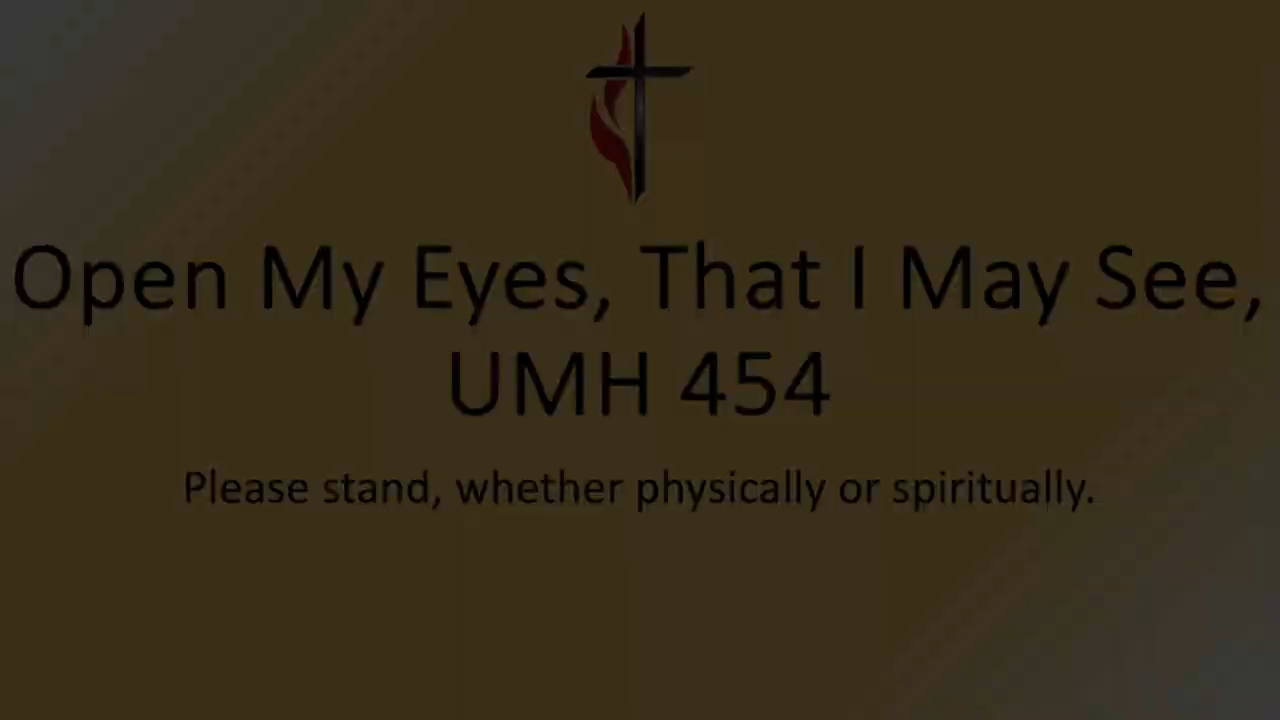 Open My Eyes, That I May See,
UMH 454
Please stand, whether physically or spiritually.